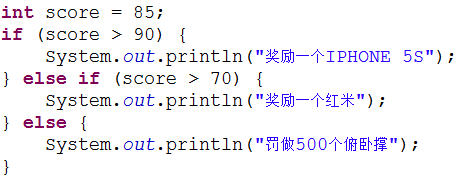 int score = 85;
if (score > 90) {
    System.out.println("奖励一个IPHONE 5S");
} else if (score > 70) {
    System.out.println("奖励一个红米");
} else {
    System.out.println("罚做500个俯卧撑");
}